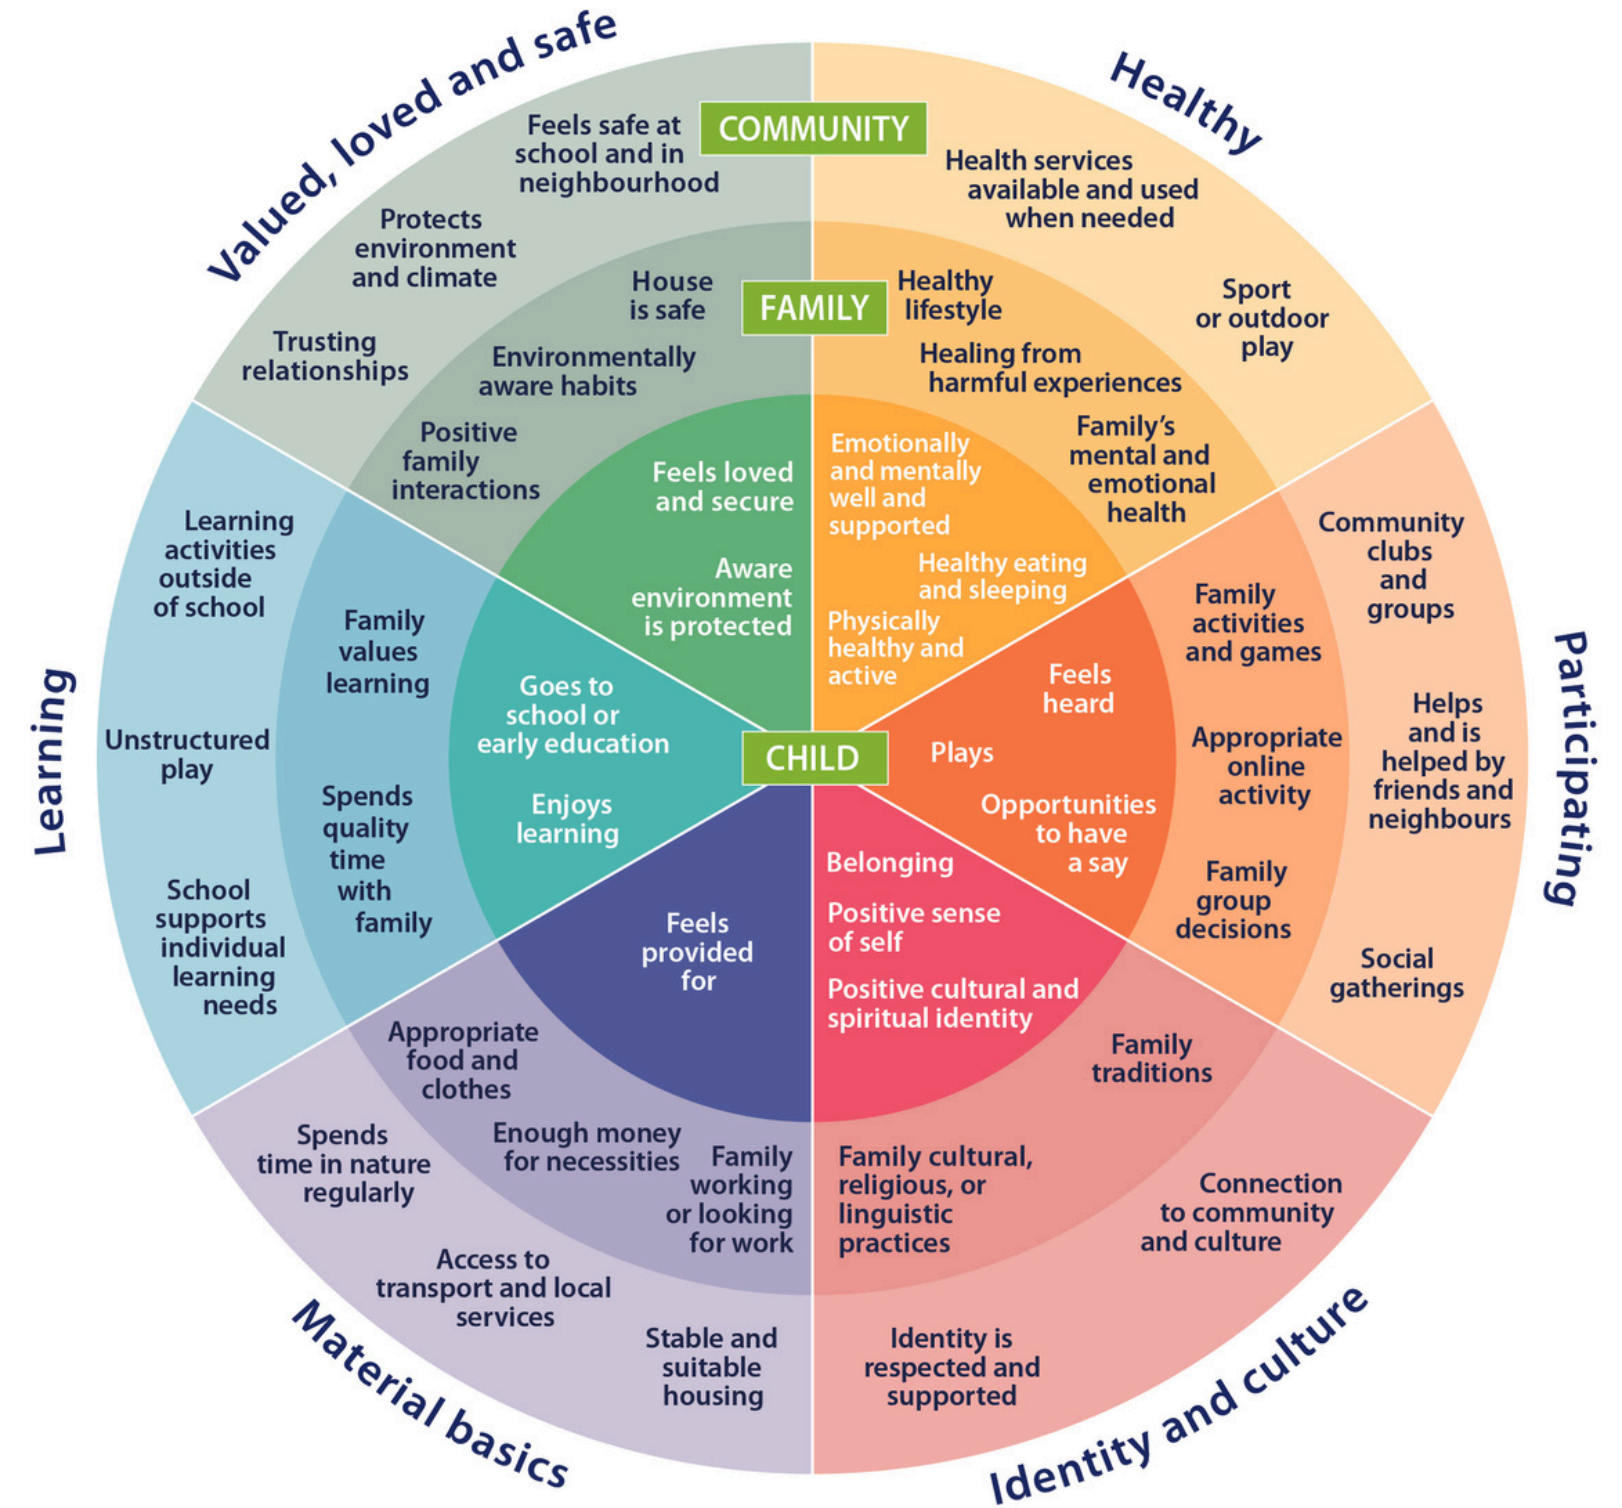 Valued, loved and safe
COMMUNITY
Feels safe at
school and in
neighbourhood
Protects
environment
and climate
Trusting
relationships
FAMILY
House
is safe
Environmentally
aware habits
Positive
family
interactions
Feels loved
and secure
Aware
environment
is protected
Healthy
Health services
available and used
when needed
Sport
or outdoor
play
Healthy
lifestyle
Healing from
harmful experiences
Family's
mental and
emotional
health
Emotionally
and mentally
well and
supported
Healthy eating
and sleeping
Physically
healthy and
active
Participating
Community
clubs
and
groups
Helps
and is
helped by
friends and
neighbours
Social
gatherings
Family
activities
and games
Appropriate
online
activity
Family
group
decisions
Feels
heard
Plays
Opportunities
to have
a say
CHILD
Learning
Learning
activities
outside
of school
Unstructured
play
School
supports
individual
learning
needs
Family
values
learning
Spends
quality
time
with
family
Goes to
school or
early education
Enjoys
learning
Material basics
Feels
provided
for
Appropriate
food and
clothes
Enough money
for necessities
Family
working
or looking
for work
Spends
time in nature
regularly
Access to
transport and local
services
Stable and
suitable
housing
Identity and culture
Belonging
Positive sense
of self
Positive cultural and
spiritual identity
Family
traditions
Family cultural,
religious, or
linguistic
practices
Connection
to community
and culture
Identity is
respected and
supported